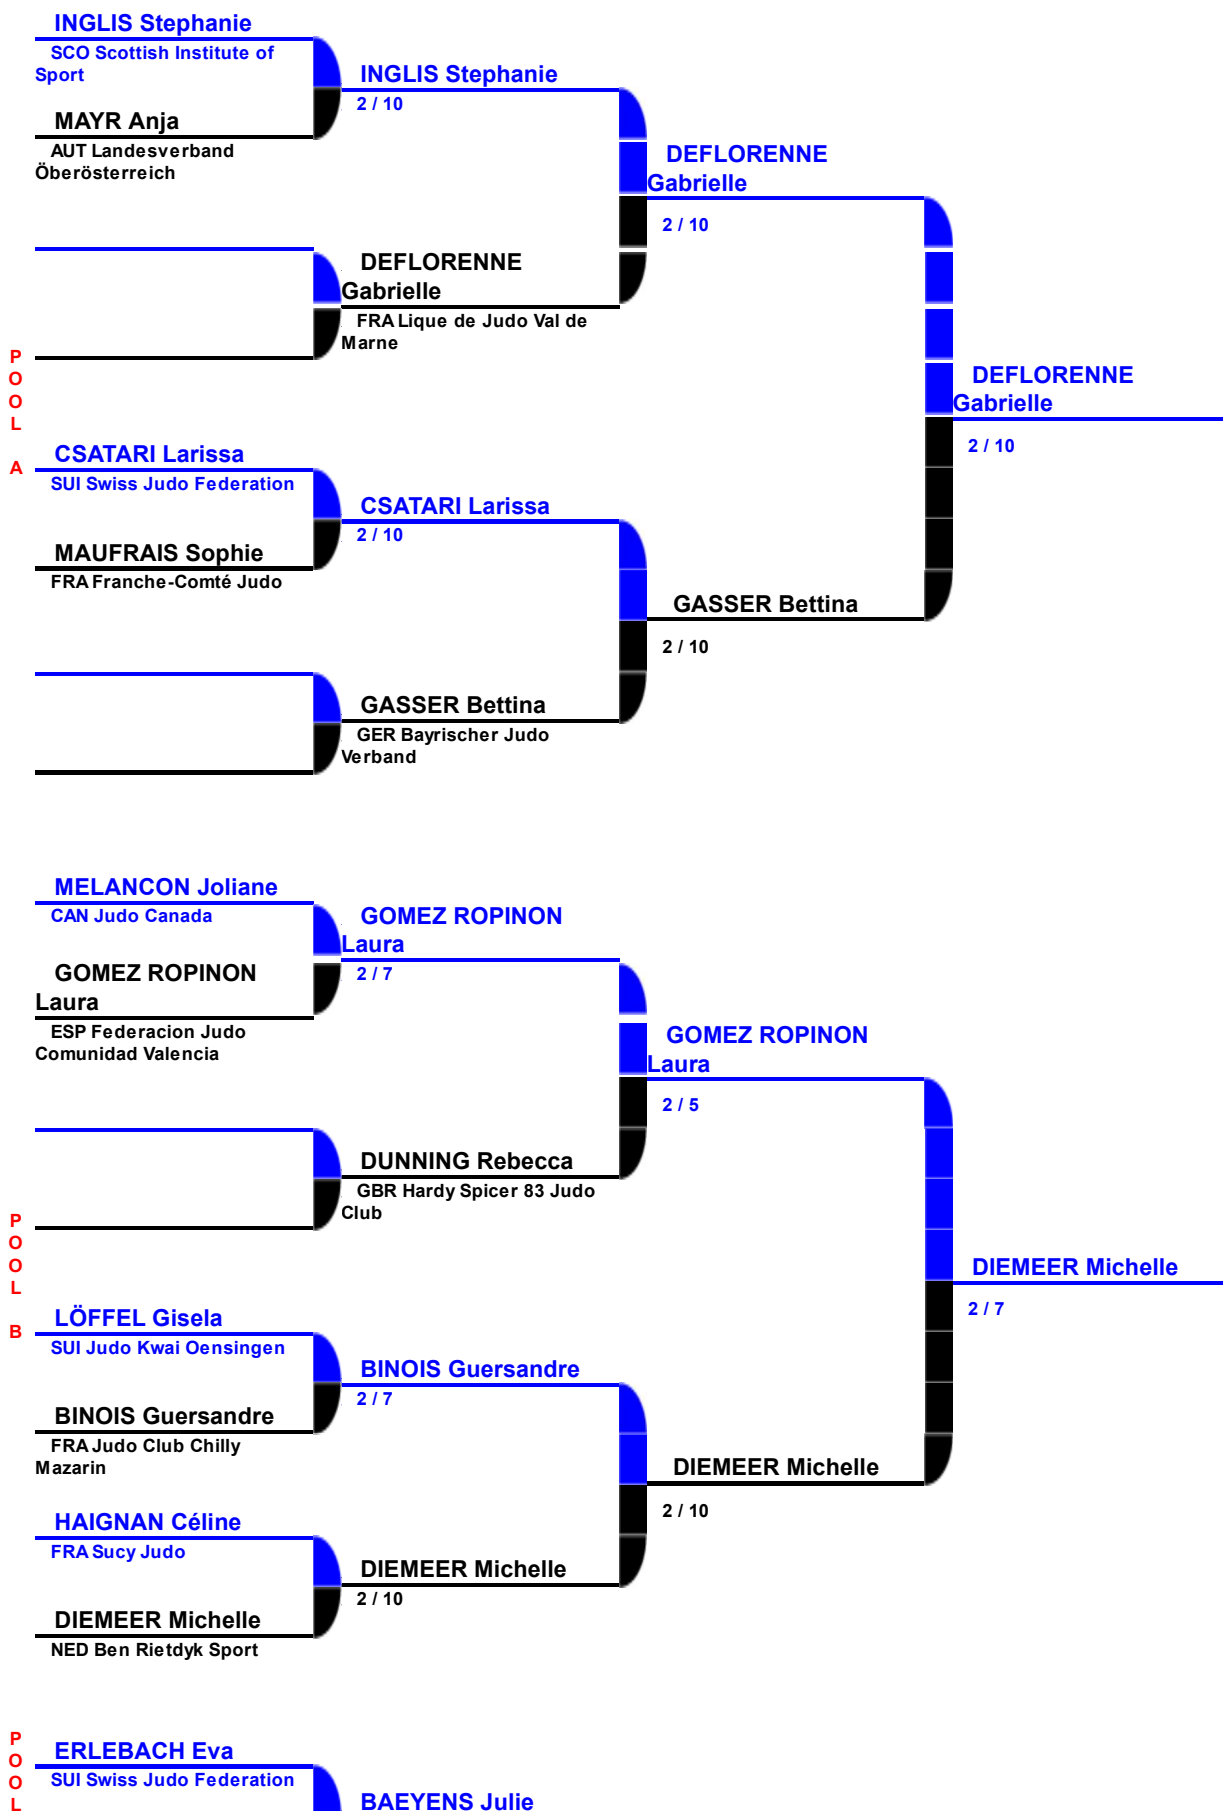 INGLIS Stephanie
SCO Scottish Institute of
Sport
INGLIS Stephanie
2 / 10
MAYR Anja
AUT Landesverband
Öberösterreich
DEFLORENNE
Gabrielle
2 / 10
DEFLORENNE
Gabrielle
FRA Lique de Judo Val de
Marne
POOL A
DEFLORENNE
Gabrielle
2 / 10
CSATARI Larissa
SUI Swiss Judo Federation
CSATARI Larissa
2 / 10
MAUFRAIS Sophie
FRA Franche-Comté Judo
GASSER Bettina
2 / 10
GASSER Bettina
GER Bayrischer Judo
Verband
MELANCON Joliane
CAN Judo Canada
GOMEZ ROPINON
Laura
2 / 7
GOMEZ ROPINON
Laura
ESP Federacion Judo
Comunidad Valencia
GOMEZ ROPINON
Laura
2 / 5
DUNNING Rebecca
GBR Hardy Spicer 83 Judo
Club
POOL B
DIEMEER Michelle
2 / 7
LÖFFEL Gisela
SUI Judo Kwai Oensingen
BINOIS Guersandre
2 / 7
BINOIS Guersandre
FRA Judo Club Chilly
Mazarin
DIEMEER Michelle
2 / 10
HAIGNAN Céline
FRA Sucy Judo
DIEMEER Michelle
2 / 10
DIEMEER Michelle
NED Ben Rietdyk Sport
POOL
ERLEBACH Eva
SUI Swiss Judo Federation
BAEYENS Julie